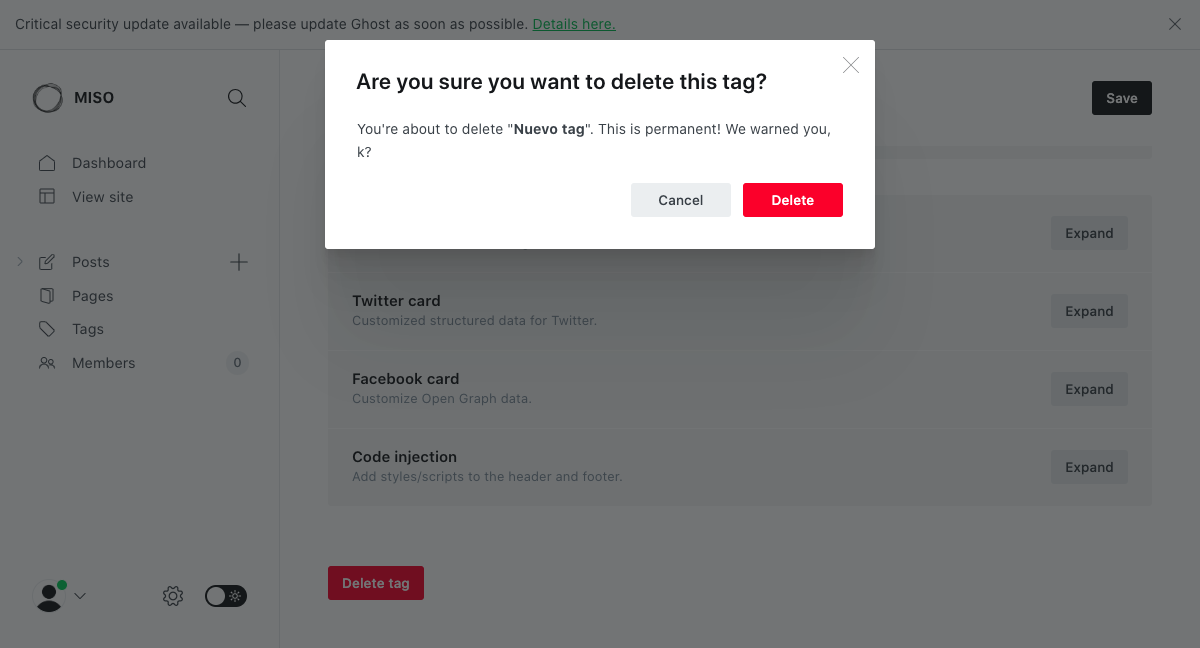 Critical security update available — please update Ghost as soon as possible. Details here.
Are you sure you want to delete this tag?
You're about to delete "Nuevo tag". This is permanent! We warned you,
k?
Cancel
Delete
MISO
Dashboard
View site
Posts
Pages
Tags
Members
0
Save
Expand
Twitter card
Customized structured data for Twitter.
Expand
Facebook card
Customize Open Graph data.
Expand
Code injection
Add styles/scripts to the header and footer.
Expand
Delete tag